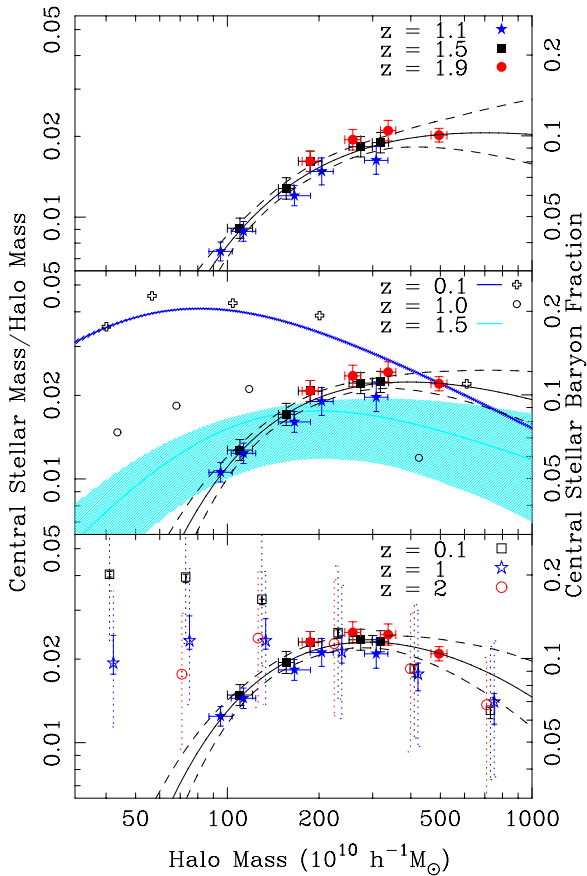 z = 1.1
z = 1.5
z = 1.9
0.05
0.02
0.01
0.2
0.1
0.05
z = 0.1
z = 1.0
z = 1.5
0.05
0.02
0.01
0.2
0.1
0.05
z = 0.1
z = 1
z = 2
0.05
0.02
0.01
0.2
0.1
0.05
Central Stellar Mass/Halo Mass
Central Stellar Baryon Fraction
50 100 200 500 1000
Halo Mass (10¹⁰ h⁻¹M⊙)